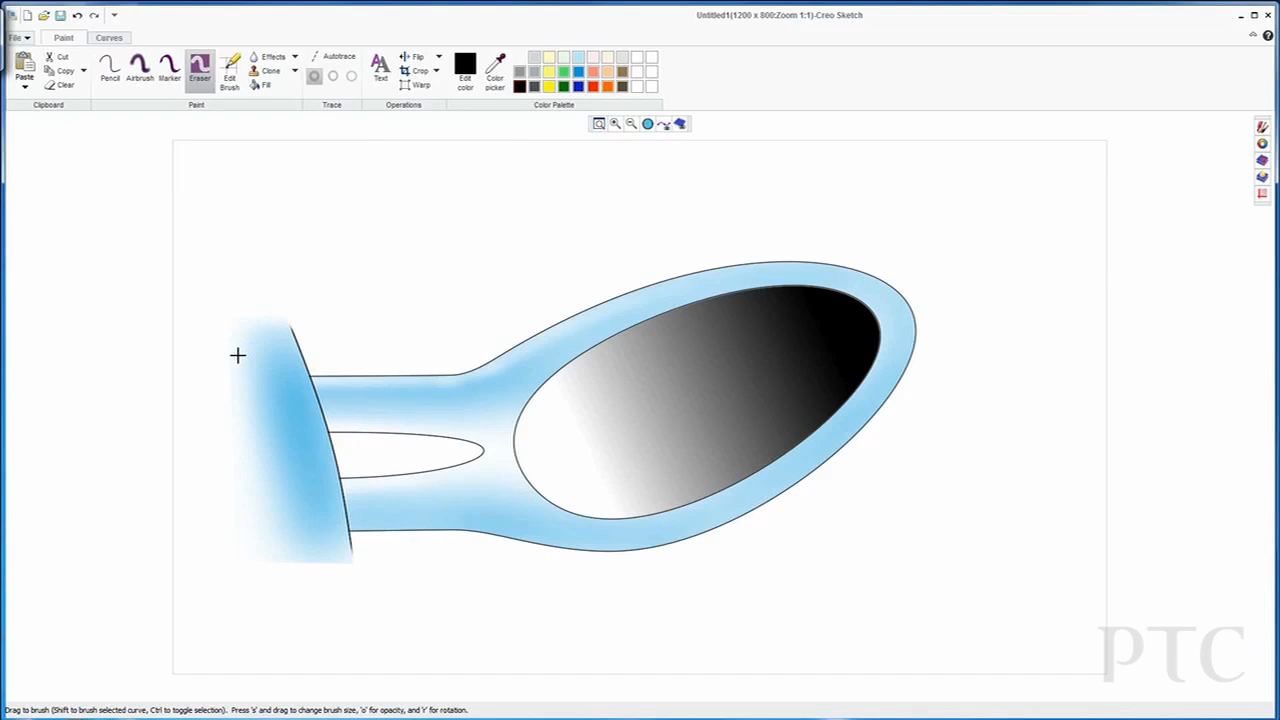 Untitled1(1200 x 800:Zoom 1:1)-Creo Sketch
File
Paint
Curves
Paste
Cut
Copy
Clear
Clipboard
Pencil
Airbrush
Marker
Eraser
Edit Brush
Effects
Clone
Fill
Paint
Autotrace
Trace
Text
Flip
Crop
Warp
Operations
Edit color
Color picker
Color Palette
PTC
Drag to brush (Shift to brush selected curve, Ctrl to toggle selection). Press 's' and drag to change brush size, 'o' for opacity, and 'r' for rotation.